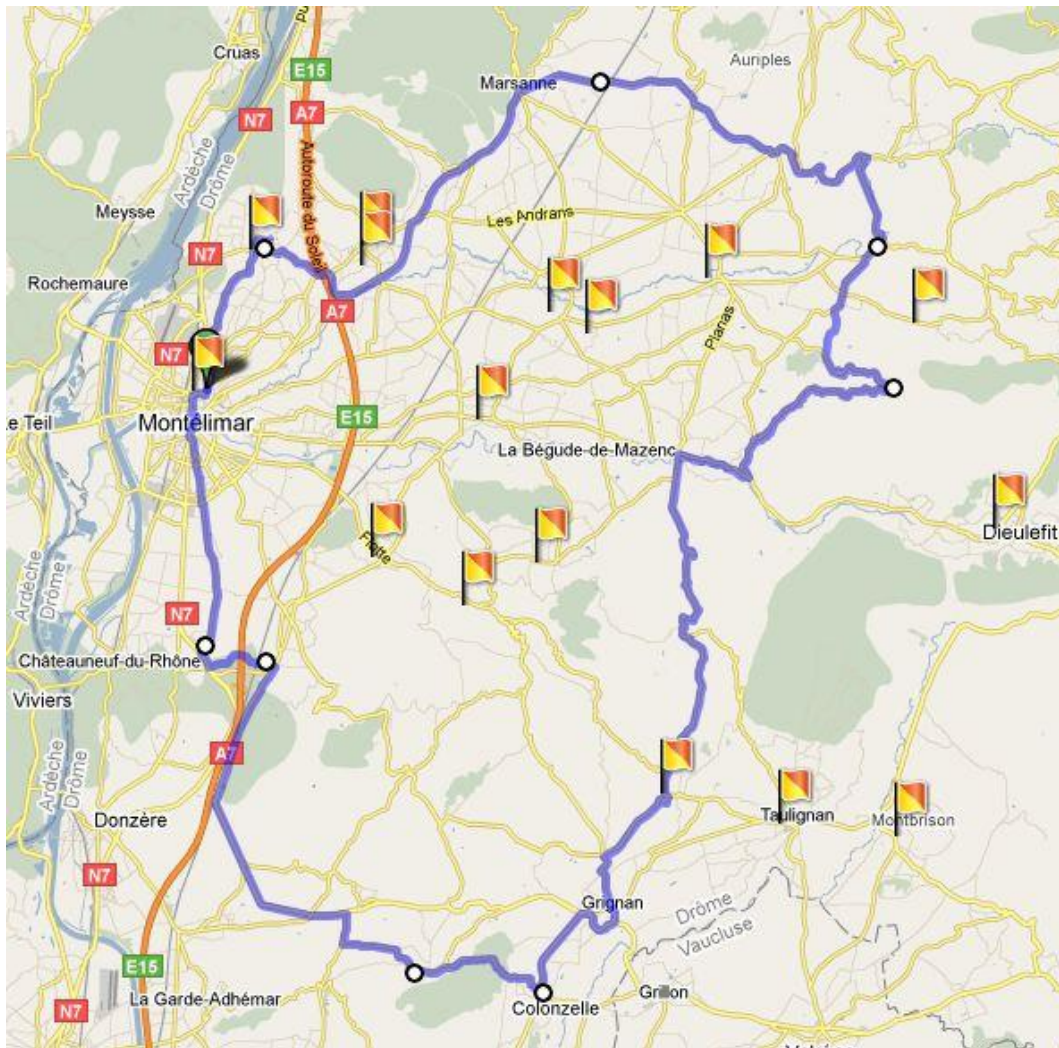 Cruas
E15
Marsanne
Auriples
N7
A7
Ardèche
Drôme
Autoroute du Soleil
Meysse
Les Andrans
N7
Rochemaure
A7
Planas
N7
Le Teil
Montélimar
E15
La Bégude-de-Mazenc
Dieulefit
Fraîtte
Ardèche
Drôme
N7
Châteauneuf-du-Rhône
Viviers
A7
Ardèche
Drôme
Donzère
Taulignan
Montbrison
N7
Grignan
Drôme
Vaucluse
E15
La Garde-Adhémar
Colonzelle
Grillon
N7